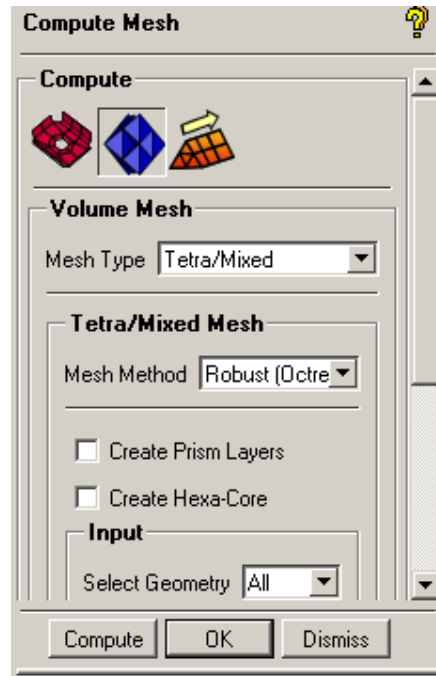 Compute Mesh
Compute
Volume Mesh
Mesh Type Tetra/Mixed
Tetra/Mixed Mesh
Mesh Method Robust (Octre
Create Prism Layers
Create Hexa-Core
Input
Select Geometry All
Compute OK Dismiss